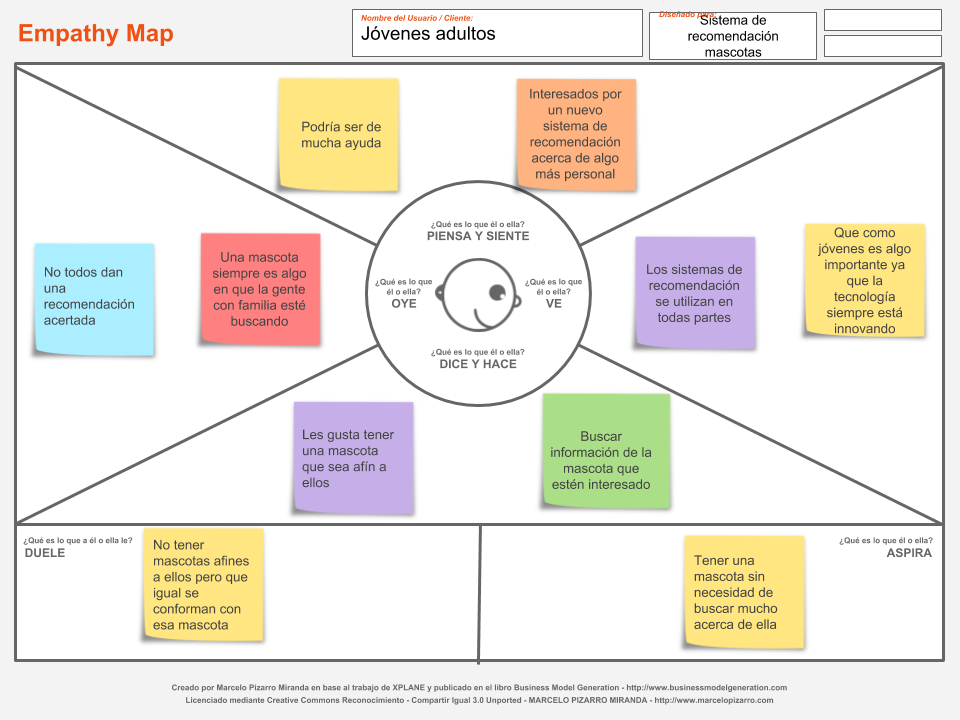 Empathy Map
Nombre del Usuario / Cliente:
Jóvenes adultos
Diseñado para:
Sistema de
recomendación
mascotas
Podría ser de
mucha ayuda
Interesados por
un nuevo
sistema de
recomendación
acerca de algo
más personal
No todos dan
una
recomendación
acertada
Una mascota
siempre es algo
en que la gente
con familia esté
buscando
¿Qué es lo que él o ella?
PIENSA Y SIENTE
¿Qué es lo que
él o ella?
OYE
¿Qué es lo que
él o ella?
VE
¿Qué es lo que él o ella?
DICE Y HACE
Los sistemas de
recomendación
se utilizan en
todas partes
Que como
jóvenes es algo
importante ya
que la
tecnología
siempre está
innovando
Les gusta tener
una mascota
que sea afín a
ellos
Buscar
información de la
mascota que
estén interesado
¿Qué es lo que a él o ella le?
DUELE
No tener
mascotas afines
a ellos pero que
igual se
conforman con
esa mascota
Tener una
mascota sin
necesidad de
buscar mucho
acerca de ella
¿Qué es lo que él o ella?
ASPIRA
Creado por Marcelo Pizarro Miranda en base al trabajo de XPLANE y publicado en el libro Business Model Generation - http://www.businessmodelgeneration.com
Licenciado mediante Creative Commons Reconocimiento - Compartir Igual 3.0 Unported - MARCELO PIZARRO MIRANDA - http://www.marcelopizarro.com